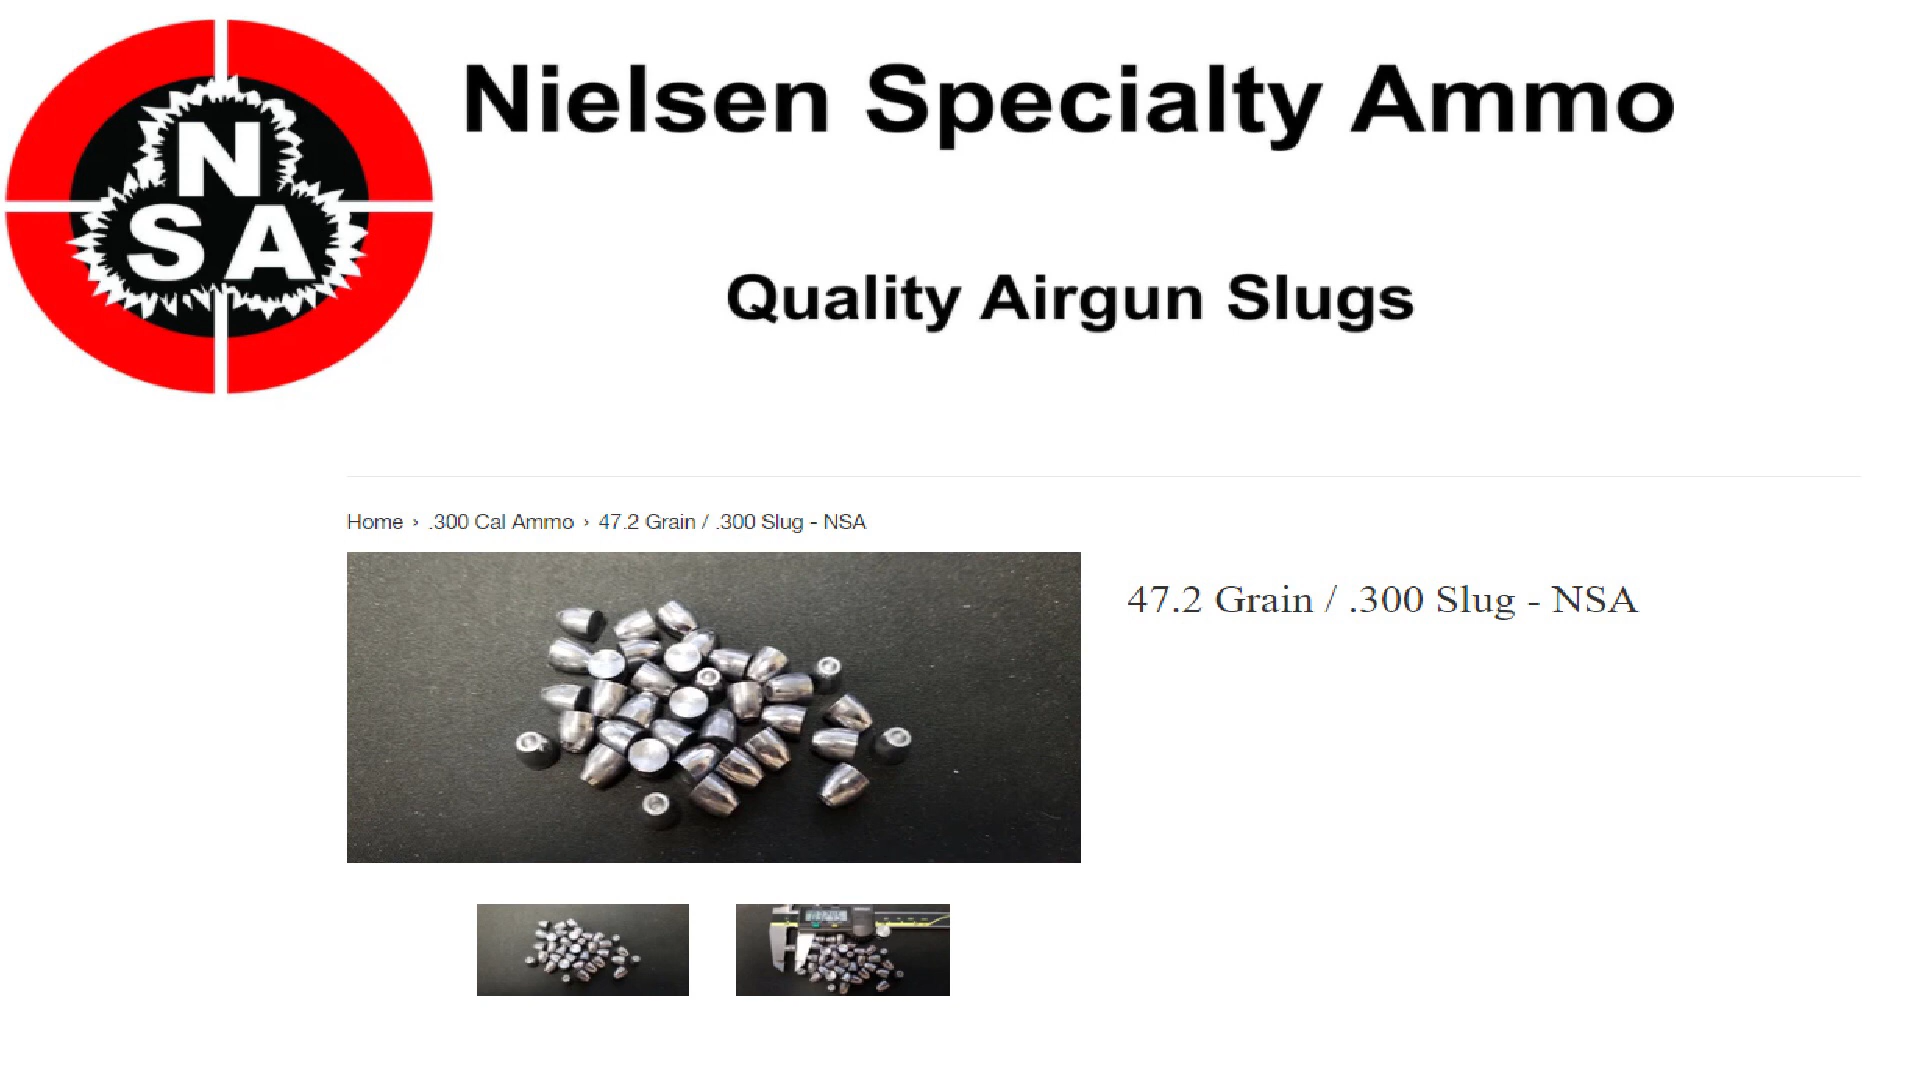 N
SA
Nielsen Specialty Ammo
Quality Airgun Slugs
Home › .300 Cal Ammo › 47.2 Grain / .300 Slug - NSA
47.2 Grain / .300 Slug - NSA